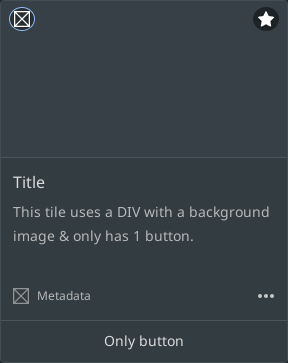 Title
This tile uses a DIV with a background
image & only has 1 button.
Metadata
Only button